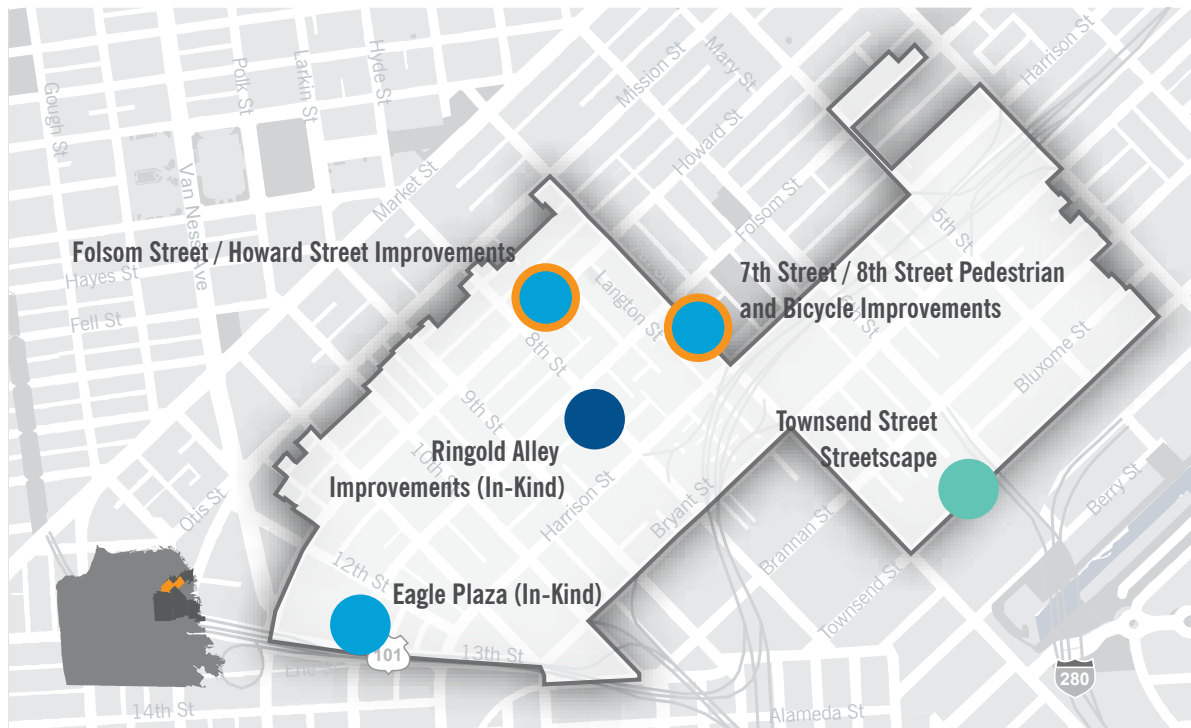 Harrison St
Mary St
Mission St
Hyde St
Larkin St
Polk St
Gough St
Howard St
Van Ness Ave
Market St
Folsom St
5th St
Folsom Street / Howard Street Improvements
7th Street / 8th Street Pedestrian
and Bicycle Improvements
Hayes St
Langton St
6th St
Fell St
8th St
Bluxome St
9th St
Townsend Street
Streetscape
Ringold Alley
Improvements (In-Kind)
10th St
Harrison St
Bryant St
Berry St
Otis St
Brannan St
12th St
Townsend St
Eagle Plaza (In-Kind)
101
13th St
Erie St
280
14th St
Alameda St